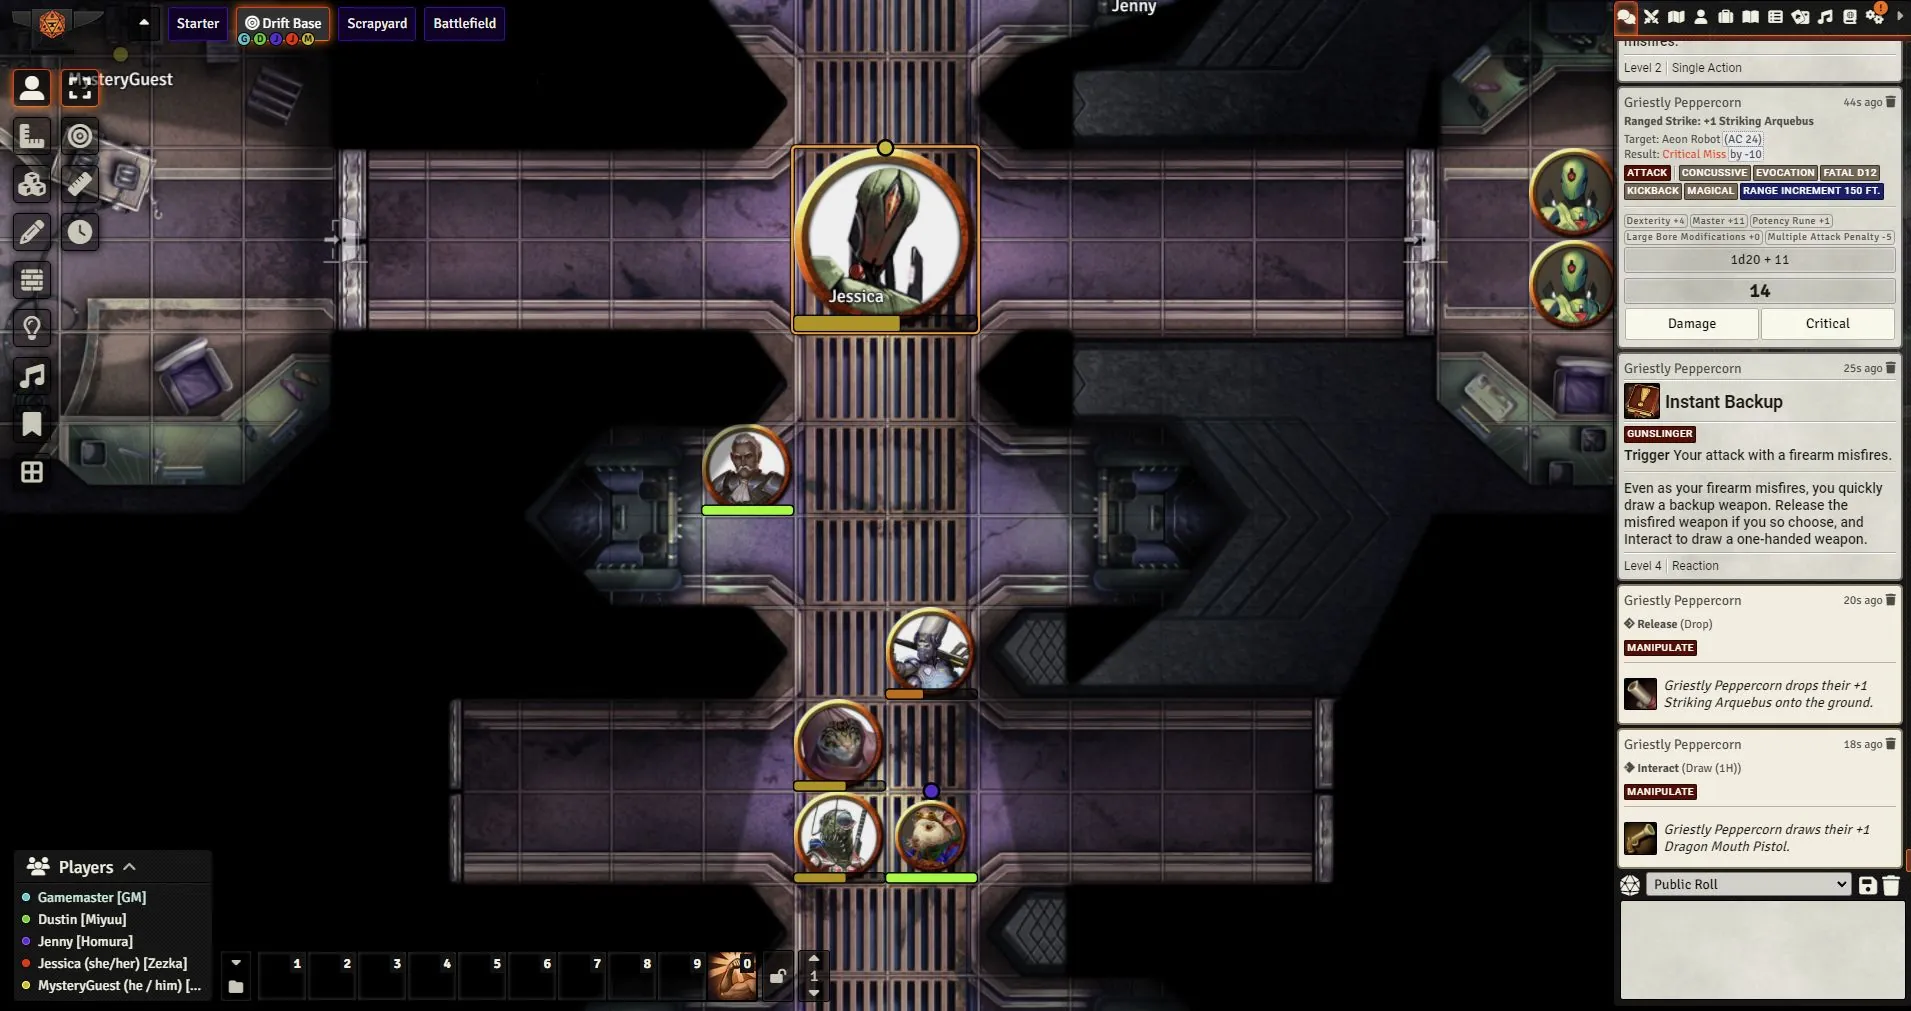 Starter
Drift Base
Scrapyard
Battlefield
G D J J M
Jenny
MysteryGuest
Jessica
Players
Gamemaster [GM]
Dustin [Miyuu]
Jenny [Homura]
Jessica (she/her) [Zezka]
MysteryGuest (he / him) [...
1 2 3 4 5 6 7 8 9 0
1
misfires.
Level 2 | Single Action
Griestly Peppercorn 44s ago
Ranged Strike: +1 Striking Arquebus
Target: Aeon Robot (AC 24)
Result: Critical Miss by -10
ATTACK CONCUSSIVE EVOCATION FATAL D12
KICKBACK MAGICAL RANGE INCREMENT 150 FT.
Dexterity +4 Master +11 Potency Rune +1
Large Bore Modifications +0 Multiple Attack Penalty -5
1d20 + 11
14
Damage Critical
Griestly Peppercorn 25s ago
Instant Backup
GUNSLINGER
Trigger Your attack with a firearm misfires.
Even as your firearm misfires, you quickly
draw a backup weapon. Release the
misfired weapon if you so choose, and
Interact to draw a one-handed weapon.
Level 4 | Reaction
Griestly Peppercorn 20s ago
Release (Drop)
MANIPULATE
Griestly Peppercorn drops their +1
Striking Arquebus onto the ground.
Griestly Peppercorn 18s ago
Interact (Draw (1H))
MANIPULATE
Griestly Peppercorn draws their +1
Dragon Mouth Pistol.
Public Roll